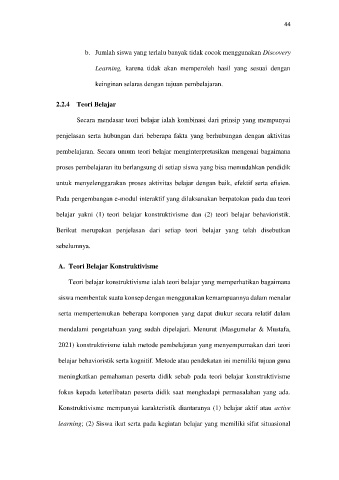 44
b. Jumlah siswa yang terlalu banyak tidak cocok menggunakan Discovery
Learning, karena tidak akan memperoleh hasil yang sesuai dengan
keinginan selaras dengan tujuan pembelajaran.
2.2.4 Teori Belajar
Secara mendasar teori belajar ialah kombinasi dari prinsip yang mempunyai
penjelasan serta hubungan dari beberapa fakta yang berhubungan dengan aktivitas
pembelajaran. Secara umum teori belajar menginterpretasikan mengenai bagaimana
proses pembelajaran itu berlangsung di setiap siswa yang bisa memudahkan pendidik
untuk menyelenggarakan proses aktivitas belajar dengan baik, efektif serta efisien.
Pada pengembangan e-modul interaktif yang dilaksanakan berpatokan pada dua teori
belajar yakni (1) teori belajar konstruktivisme dan (2) teori belajar behavioristik.
Berikut merupakan penjelasan dari setiap teori belajar yang telah disebutkan
sebelumnya.
A. Teori Belajar Konstruktivisme
Teori belajar konstruktivisme ialah teori belajar yang memperhatikan bagaimana
siswa membentuk suatu konsep dengan menggunakan kemampuannya dalam menalar
serta mempertemukan beberapa komponen yang dapat diukur secara relatif dalam
mendalami pengetahuan yang sudah dipelajari. Menurut (Masgumelar & Mustafa,
2021) konstruktivisme ialah metode pembelajaran yang menyempurnakan dari teori
belajar behavioristik serta kognitif. Metode atau pendekatan ini memiliki tujuan guna
meningkatkan pemahaman peserta didik sebab pada teori belajar konstruktivisme
fokus kepada keterlibatan peserta didik saat menghadapi permasalahan yang ada.
Konstruktivisme mempunyai karakteristik diantaranya (1) belajar aktif atau active
learning; (2) Siswa ikut serta pada kegiatan belajar yang memiliki sifat situasional